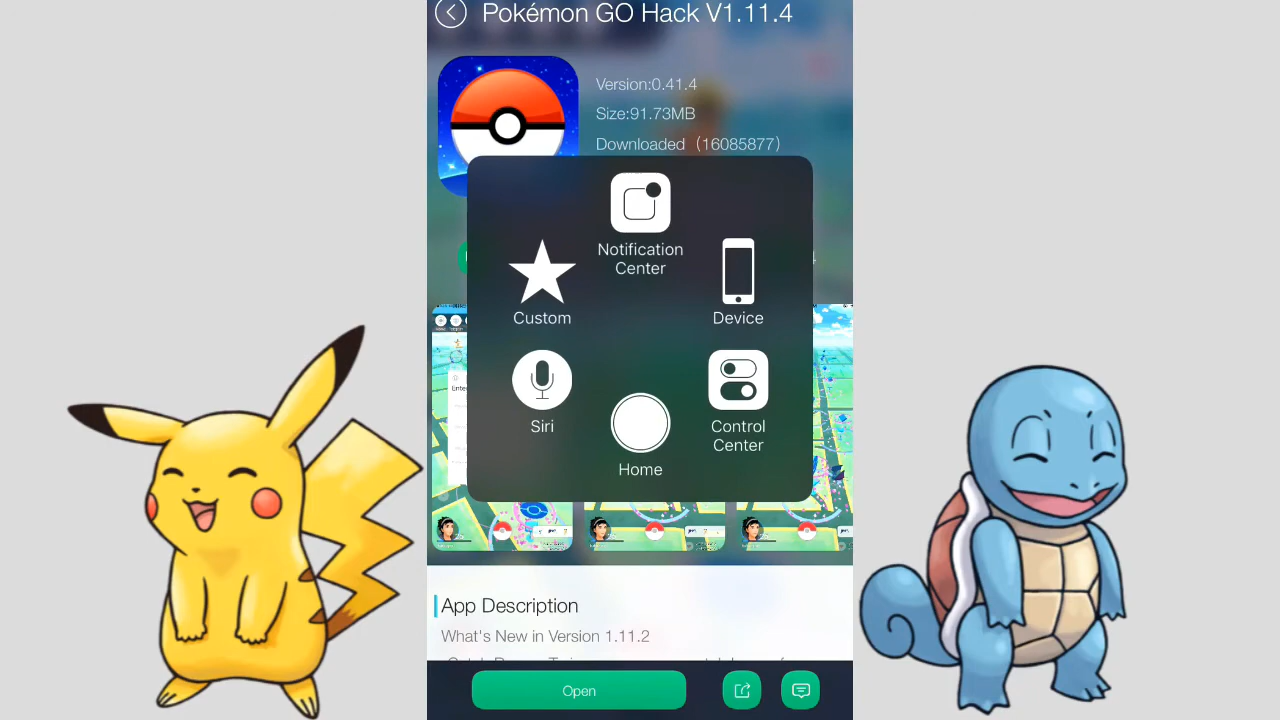 Pokémon GO Hack V1.11.4
Version:0.41.4
Size:91.73MB
Downloaded（16085877）
Notification
Center
Custom
Device
Siri
Control
Center
Home
App Description
What's New in Version 1.11.2
Open